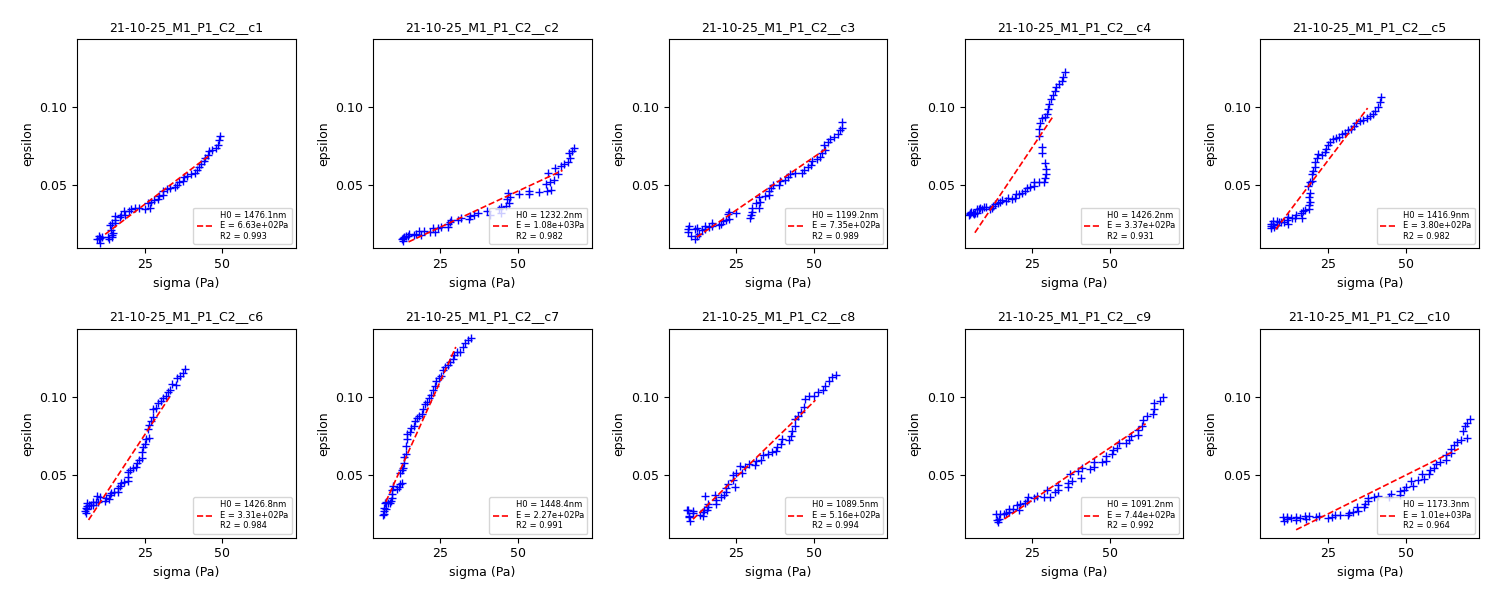 21-10-25_M1_P1_C2__c1
21-10-25_M1_P1_C2__c2
21-10-25_M1_P1_C2__c3
21-10-25_M1_P1_C2__c4
21-10-25_M1_P1_C2__c5
epsilon
0.10
0.05
25
50
sigma (Pa)
H0 = 1476.1nm
E = 6.63e+02Pa
R2 = 0.993
epsilon
0.10
0.05
25
50
sigma (Pa)
H0 = 1232.2nm
E = 1.08e+03Pa
R2 = 0.982
epsilon
0.10
0.05
25
50
sigma (Pa)
H0 = 1199.2nm
E = 7.35e+02Pa
R2 = 0.989
epsilon
0.10
0.05
25
50
sigma (Pa)
H0 = 1426.2nm
E = 3.37e+02Pa
R2 = 0.931
epsilon
0.10
0.05
25
50
sigma (Pa)
H0 = 1416.9nm
E = 3.80e+02Pa
R2 = 0.982
21-10-25_M1_P1_C2__c6
21-10-25_M1_P1_C2__c7
21-10-25_M1_P1_C2__c8
21-10-25_M1_P1_C2__c9
21-10-25_M1_P1_C2__c10
epsilon
0.10
0.05
25
50
sigma (Pa)
H0 = 1426.8nm
E = 3.31e+02Pa
R2 = 0.984
epsilon
0.10
0.05
25
50
sigma (Pa)
H0 = 1448.4nm
E = 2.27e+02Pa
R2 = 0.991
epsilon
0.10
0.05
25
50
sigma (Pa)
H0 = 1089.5nm
E = 5.16e+02Pa
R2 = 0.994
epsilon
0.10
0.05
25
50
sigma (Pa)
H0 = 1091.2nm
E = 7.44e+02Pa
R2 = 0.992
epsilon
0.10
0.05
25
50
sigma (Pa)
H0 = 1173.3nm
E = 1.01e+03Pa
R2 = 0.964